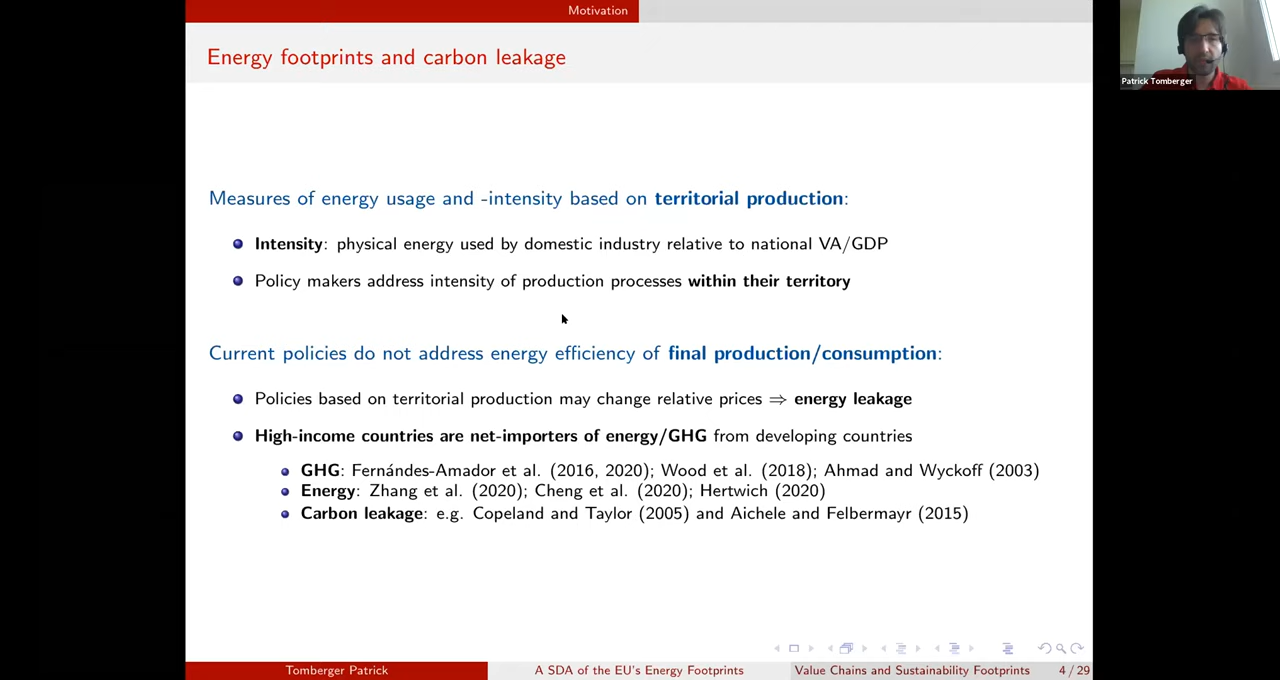 Motivation
Energy footprints and carbon leakage
Patrick Tomberger
Measures of energy usage and -intensity based on territorial production:
Intensity: physical energy used by domestic industry relative to national VA/GDP
Policy makers address intensity of production processes within their territory
Current policies do not address energy efficiency of final production/consumption:
Policies based on territorial production may change relative prices ⇒ energy leakage
High-income countries are net-importers of energy/GHG from developing countries
GHG: Fernándes-Amador et al. (2016, 2020); Wood et al. (2018); Ahmad and Wyckoff (2003)
Energy: Zhang et al. (2020); Cheng et al. (2020); Hertwich (2020)
Carbon leakage: e.g. Copeland and Taylor (2005) and Aichele and Felbermayr (2015)
Tomberger Patrick
A SDA of the EU's Energy Footprints
Value Chains and Sustainability Footprints
4 / 29